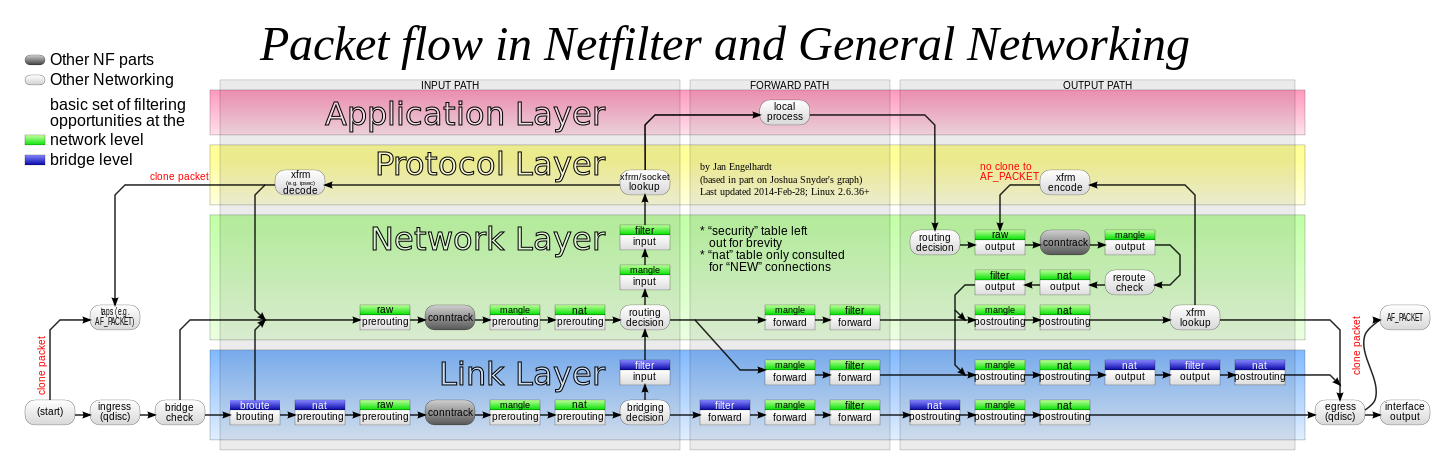 Packet flow in Netfilter and General Networking
Other NF parts
Other Networking
basic set of filtering
opportunities at the
network level
bridge level
INPUT PATH
FORWARD PATH
OUTPUT PATH
Application Layer
local
process
Protocol Layer
clone packet
xfrm
(e.g. ipsec)
decode
xfrm/socket
lookup
by Jan Engelhardt
(based in part on Joshua Snyder's graph)
Last updated 2014-Feb-28; Linux 2.6.36+
no clone to
AF_PACKET
xfrm
encode
Network Layer
filter
input
mangle
input
* “security” table left
out for brevity
* “nat” table only consulted
for “NEW” connections
routing
decision
raw
output
conntrack
mangle
output
filter
output
nat
output
reroute
check
taps (e.g.
AF_PACKET)
raw
prerouting
conntrack
mangle
prerouting
nat
prerouting
routing
decision
mangle
forward
filter
forward
mangle
postrouting
nat
postrouting
xfrm
lookup
AF_PACKET
clone packet
clone packet
Link Layer
filter
input
mangle
forward
filter
forward
mangle
postrouting
nat
postrouting
nat
output
filter
output
nat
postrouting
(start)
ingress
(qdisc)
bridge
check
broute
brouting
nat
prerouting
raw
prerouting
conntrack
mangle
prerouting
nat
prerouting
bridging
decision
filter
forward
mangle
forward
filter
forward
nat
postrouting
mangle
postrouting
nat
postrouting
egress
(qdisc)
interface
output